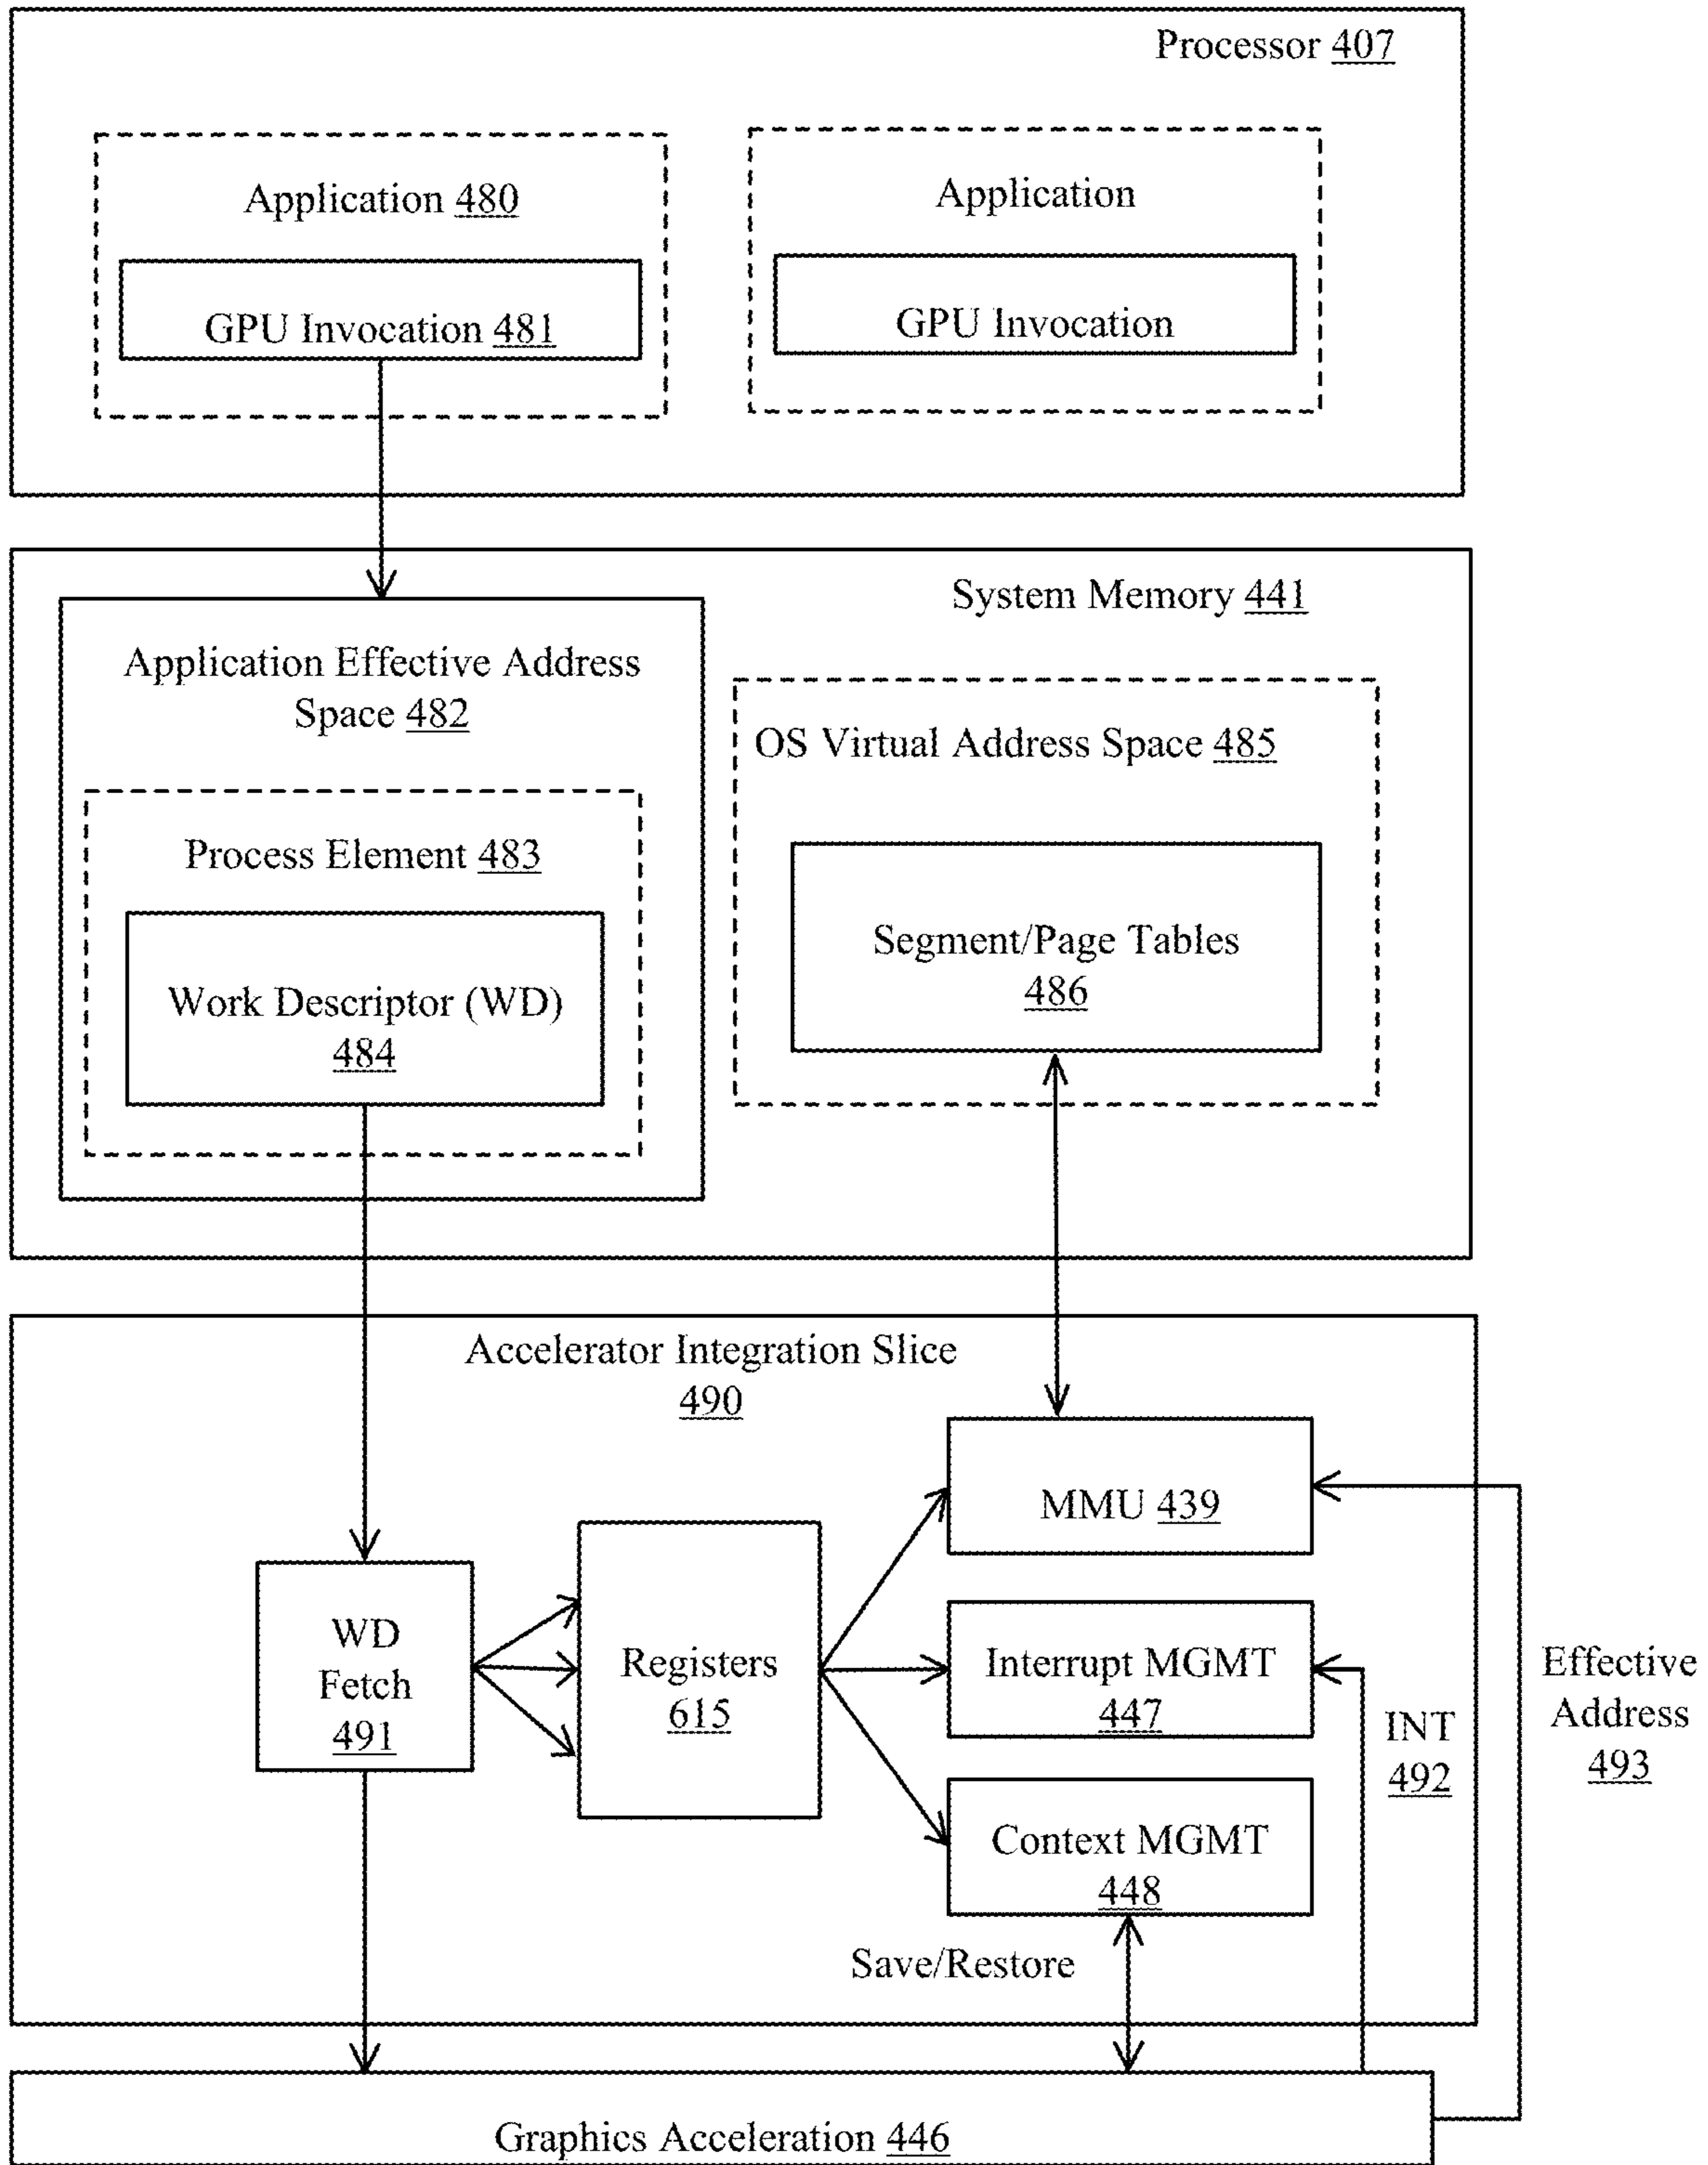 Processor 407
Application 480
GPU Invocation 481
Application
GPU Invocation
System Memory 441
Application Effective Address
Space 482
Process Element 483
Work Descriptor (WD)
484
OS Virtual Address Space 485
Segment/Page Tables
486
Accelerator Integration Slice
490
WD
Fetch
491
Registers
615
MMU 439
Interrupt MGMT
447
Context MGMT
448
Save/Restore
INT
492
Effective
Address
493
Graphics Acceleration 446